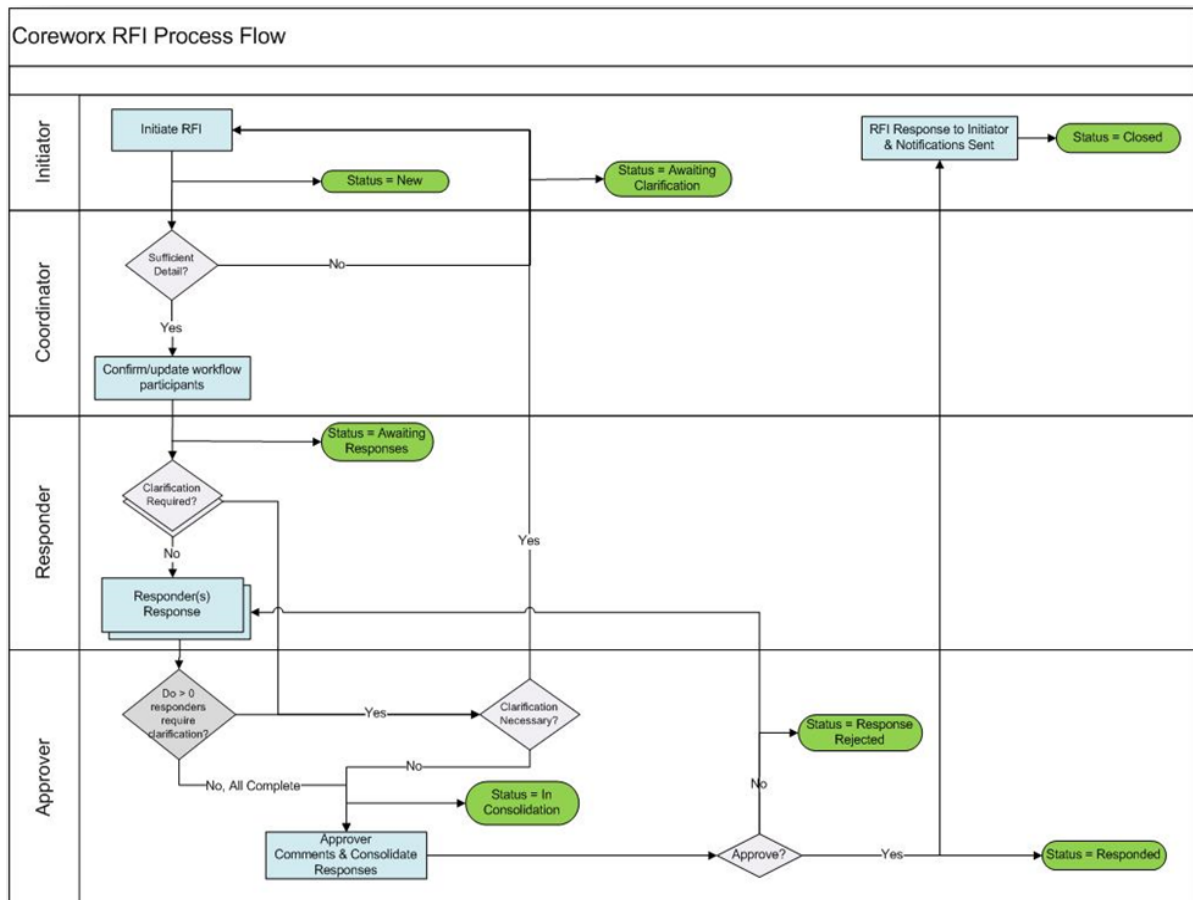 Coreworx RFI Process Flow
Initiator
Initiate RFI
RFI Response to Initiator
& Notifications Sent
Status = Closed
Status = New
Status = Awaiting
Clarification
Coordinator
Sufficient
Detail?
No
Yes
Confirm/update workflow
participants
Responder
Status = Awaiting
Responses
Clarification
Required?
No
Yes
Responder(s)
Response
Approver
Do > 0
responders
require
clarification?
Yes
Clarification
Necessary?
Status = Response
Rejected
No
No, All Complete
No
Status = In
Consolidation
Approver
Comments & Consolidate
Responses
Approve?
Yes
Status = Responded